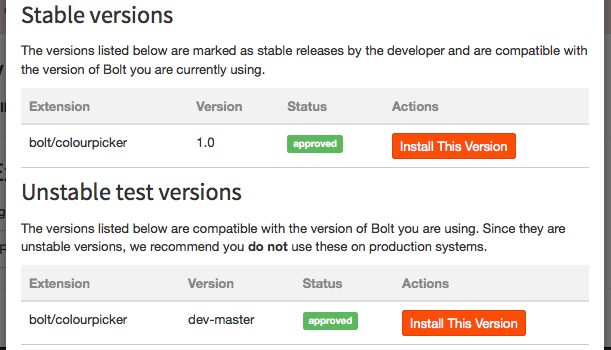 Stable versions
The versions listed below are marked as stable releases by the developer and are compatible with
the version of Bolt you are currently using.
Extension Version Status Actions
bolt/colourpicker 1.0 approved Install This Version
Unstable test versions
The versions listed below are compatible with the version of Bolt you are using. Since they are
unstable versions, we recommend you do not use these on production systems.
Extension Version Status Actions
bolt/colourpicker dev-master approved Install This Version